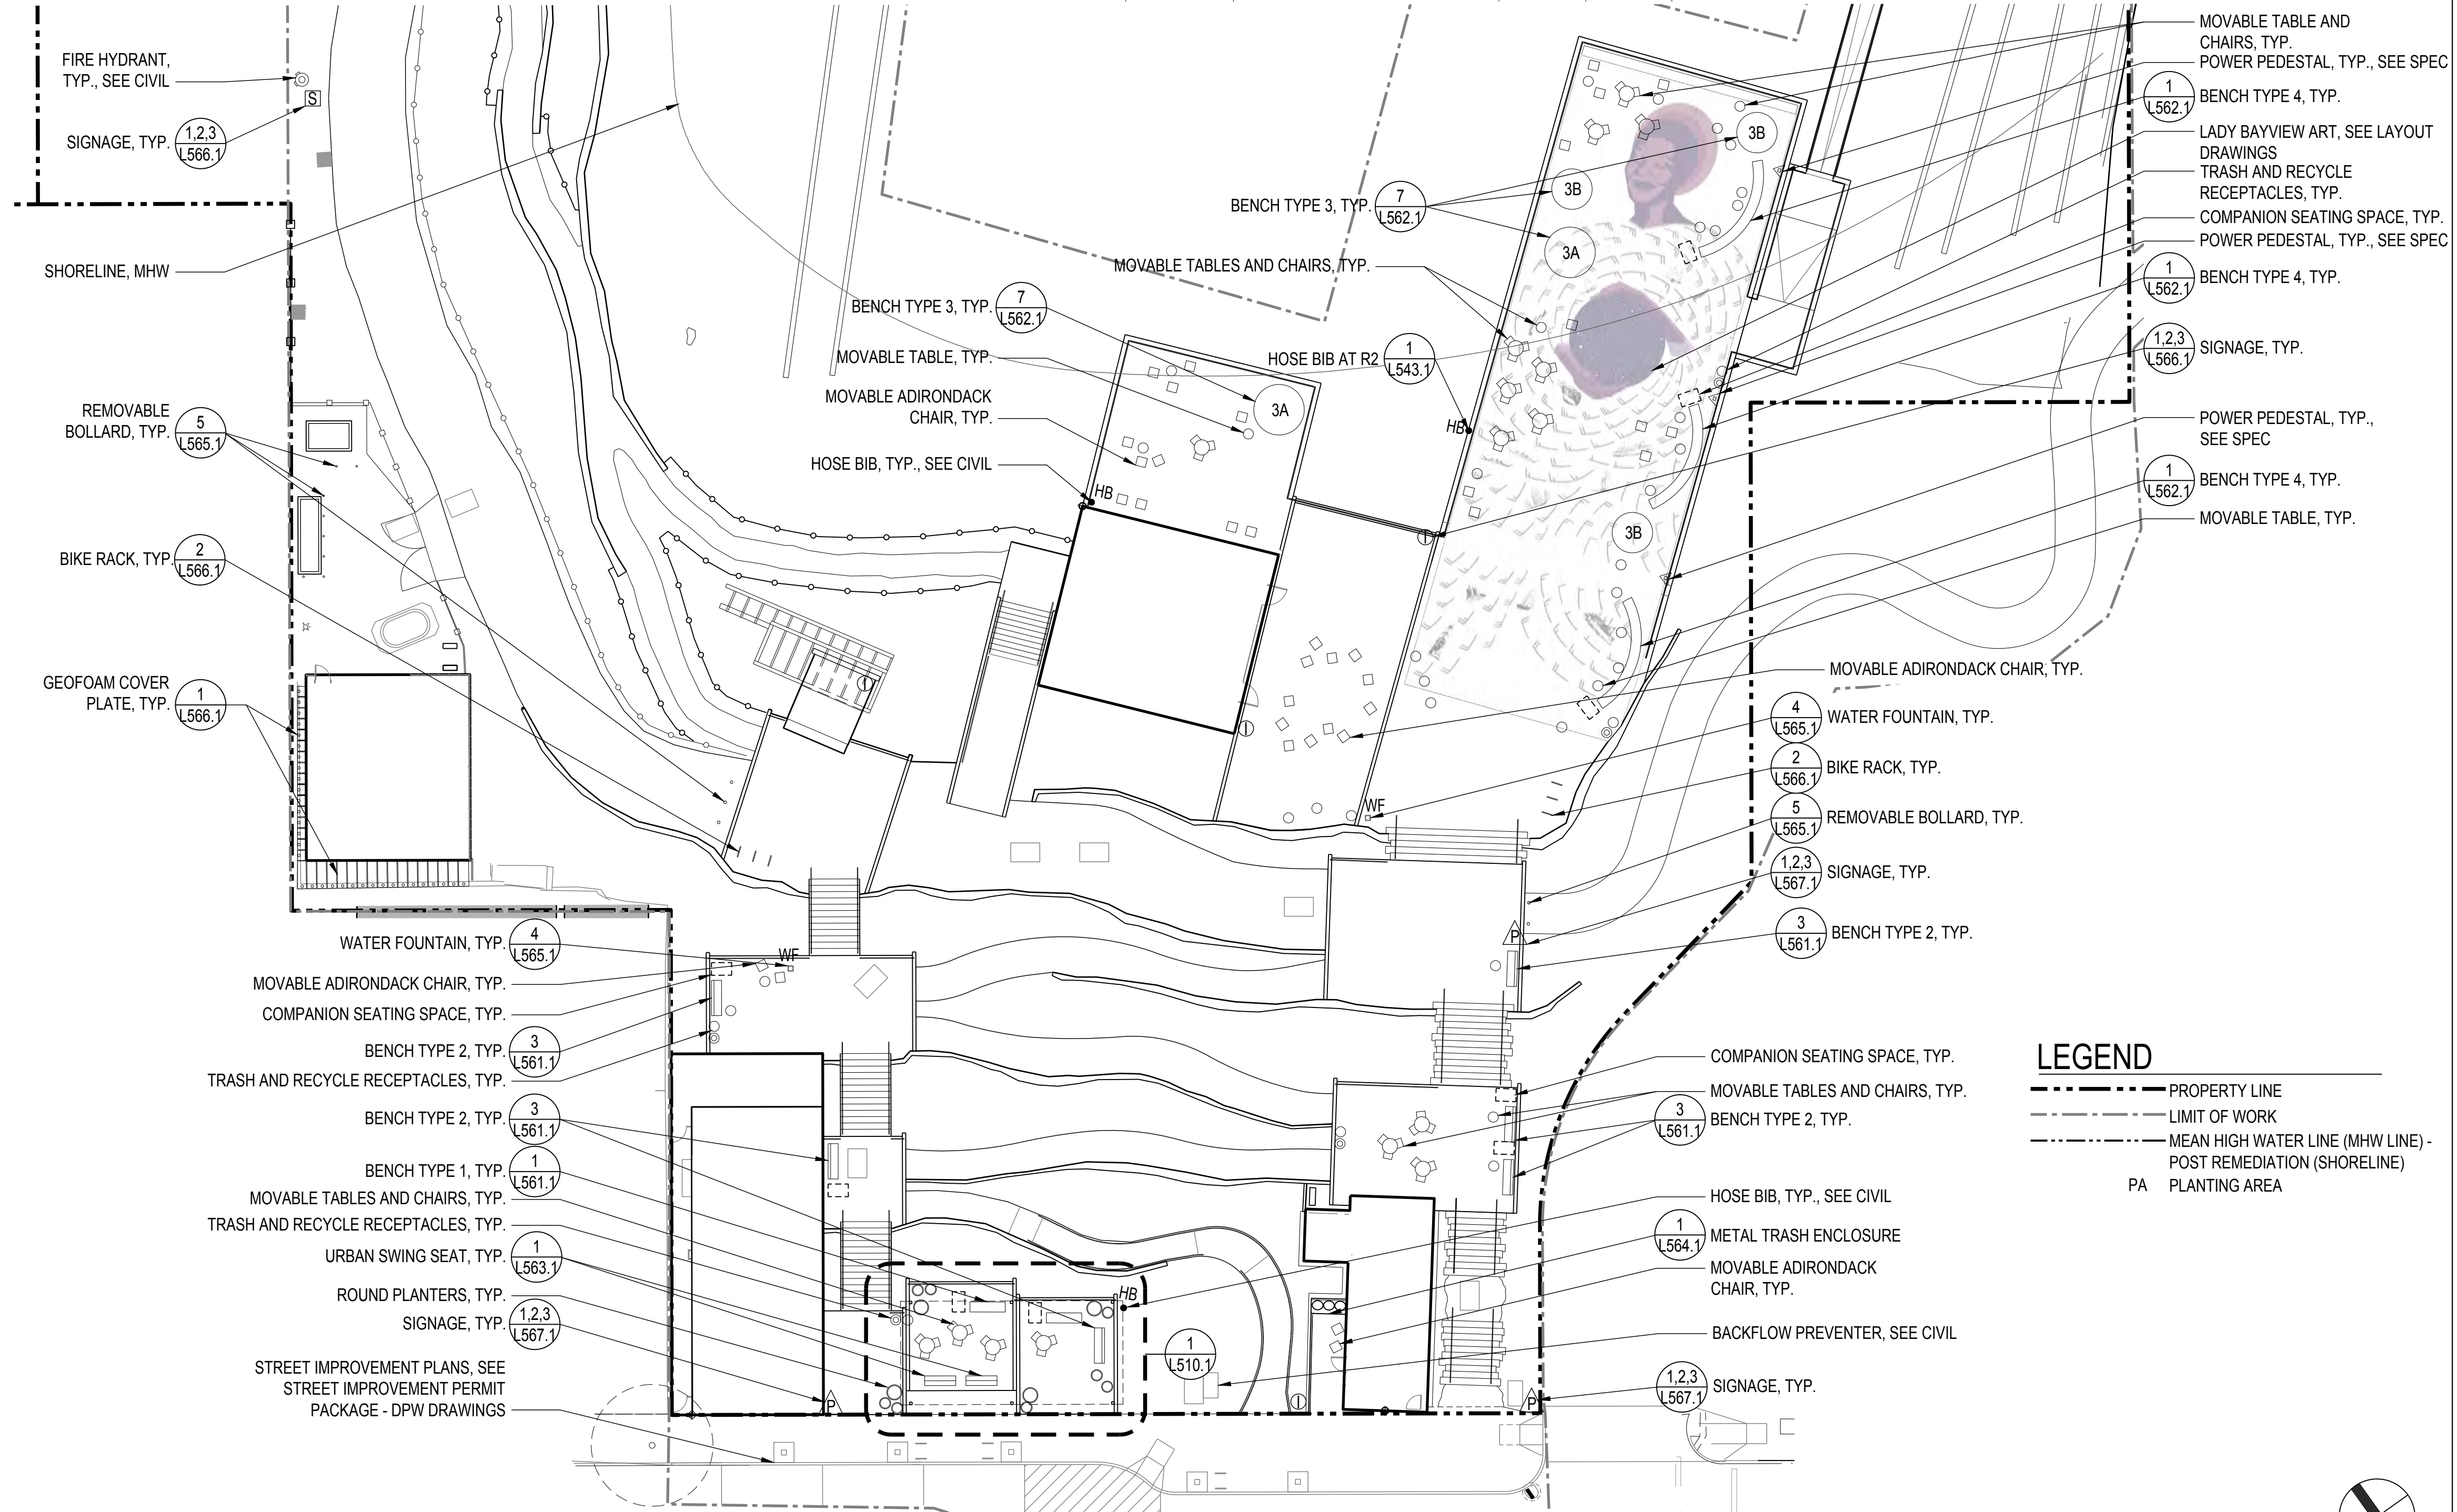 FIRE HYDRANT,
TYP., SEE CIVIL
S
SIGNAGE, TYP.
1,2,3
L566.1
SHORELINE, MHW
REMOVABLE
BOLLARD, TYP.
5
L565.1
BIKE RACK, TYP.
2
L566.1
GEOFOAM COVER
PLATE, TYP.
1
L566.1
WATER FOUNTAIN, TYP.
4
L565.1
MOVABLE ADIRONDACK CHAIR, TYP.
COMPANION SEATING SPACE, TYP.
BENCH TYPE 2, TYP.
3
L561.1
TRASH AND RECYCLE RECEPTACLES, TYP.
BENCH TYPE 2, TYP.
3
L561.1
BENCH TYPE 1, TYP.
1
L561.1
MOVABLE TABLES AND CHAIRS, TYP.
TRASH AND RECYCLE RECEPTACLES, TYP.
URBAN SWING SEAT, TYP.
1
L563.1
ROUND PLANTERS, TYP.
SIGNAGE, TYP.
1,2,3
L567.1
STREET IMPROVEMENT PLANS, SEE
STREET IMPROVEMENT PERMIT
PACKAGE - DPW DRAWINGS
BENCH TYPE 3, TYP.
7
L562.1
MOVABLE TABLES AND CHAIRS, TYP.
BENCH TYPE 3, TYP.
7
L562.1
MOVABLE TABLE, TYP.
HOSE BIB AT R2
1
L543.1
MOVABLE ADIRONDACK
CHAIR, TYP.
HOSE BIB, TYP., SEE CIVIL
HB
3A
HB
3B
3B
3A
3B
WF
WF
HB
P
P
P
1
L510.1
MOVABLE TABLE AND
CHAIRS, TYP.
POWER PEDESTAL, TYP., SEE SPEC
1
L562.1
BENCH TYPE 4, TYP.
LADY BAYVIEW ART, SEE LAYOUT
DRAWINGS
TRASH AND RECYCLE
RECEPTACLES, TYP.
COMPANION SEATING SPACE, TYP.
POWER PEDESTAL, TYP., SEE SPEC
1
L562.1
BENCH TYPE 4, TYP.
1,2,3
L566.1
SIGNAGE, TYP.
POWER PEDESTAL, TYP.,
SEE SPEC
1
L562.1
BENCH TYPE 4, TYP.
MOVABLE TABLE, TYP.
MOVABLE ADIRONDACK CHAIR, TYP.
4
L565.1
WATER FOUNTAIN, TYP.
2
L566.1
BIKE RACK, TYP.
5
L565.1
REMOVABLE BOLLARD, TYP.
1,2,3
L567.1
SIGNAGE, TYP.
3
L561.1
BENCH TYPE 2, TYP.
COMPANION SEATING SPACE, TYP.
MOVABLE TABLES AND CHAIRS, TYP.
3
L561.1
BENCH TYPE 2, TYP.
HOSE BIB, TYP., SEE CIVIL
1
L564.1
METAL TRASH ENCLOSURE
MOVABLE ADIRONDACK
CHAIR, TYP.
BACKFLOW PREVENTER, SEE CIVIL
1,2,3
L567.1
SIGNAGE, TYP.
LEGEND
PROPERTY LINE
LIMIT OF WORK
MEAN HIGH WATER LINE (MHW LINE) -
POST REMEDIATION (SHORELINE)
PA PLANTING AREA